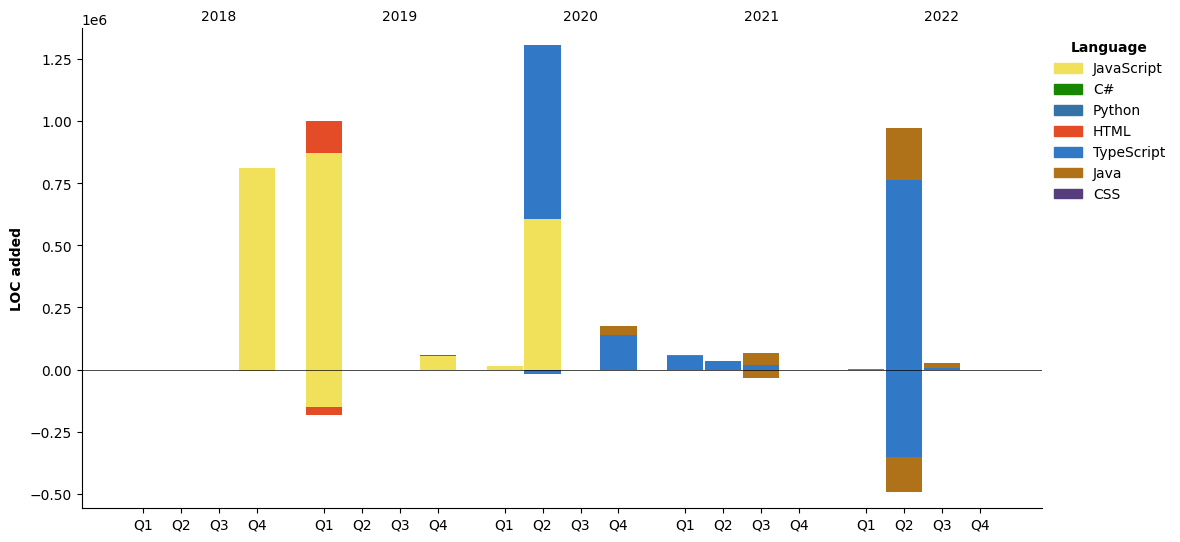 2018 2019 2020 2021 2022
1e6
Language
JavaScript
C#
Python
HTML
TypeScript
Java
CSS
LOC added
1.25
1.00
0.75
0.50
0.25
0.00
−0.25
−0.50
Q1 Q2 Q3 Q4 Q1 Q2 Q3 Q4 Q1 Q2 Q3 Q4 Q1 Q2 Q3 Q4 Q1 Q2 Q3 Q4